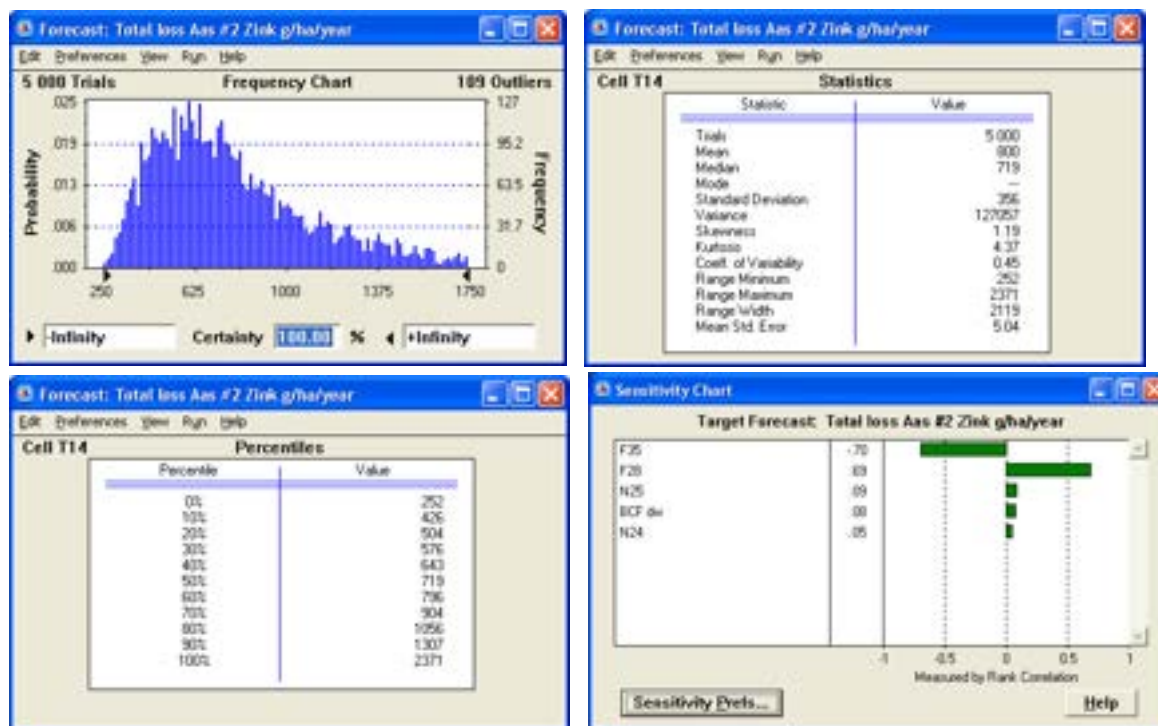 Forecast: Total loss Aas #2 Zink g/ha/year
Edit Preferences View Run Help
5 000 Trials Frequency Chart 109 Outliers
.025 127
.019 95.2
.013 63.5
.006 31.7
.000 0
Probability
Frequency
250 625 1000 1375 1750
-Infinity Certainty 100.00 % +Infinity
Forecast: Total loss Aas #2 Zink g/ha/year
Edit Preferences View Run Help
Cell T14 Statistics
Statistic Value
Trials 5 000
Mean 800
Median 719
Mode ---
Standard Deviation 356
Variance 127057
Skewness 1.19
Kurtosis 4.37
Coeff. of Variability 0.45
Range Minimum 252
Range Maximum 2371
Range Width 2119
Mean Std. Error 5.04
Forecast: Total loss Aas #2 Zink g/ha/year
Edit Preferences View Run Help
Cell T14 Percentiles
Percentile Value
0% 252
10% 426
20% 504
30% 576
40% 643
50% 719
60% 796
70% 904
80% 1056
90% 1307
100% 2371
Sensitivity Chart
Target Forecast: Total loss Aas #2 Zink g/ha/year
F35 -.70
F28 .69
N25 .09
BCF dw .08
N24 .05
-1 -0.5 0 0.5 1
Measured by Rank Correlation
Sensitivity Prefs... Help